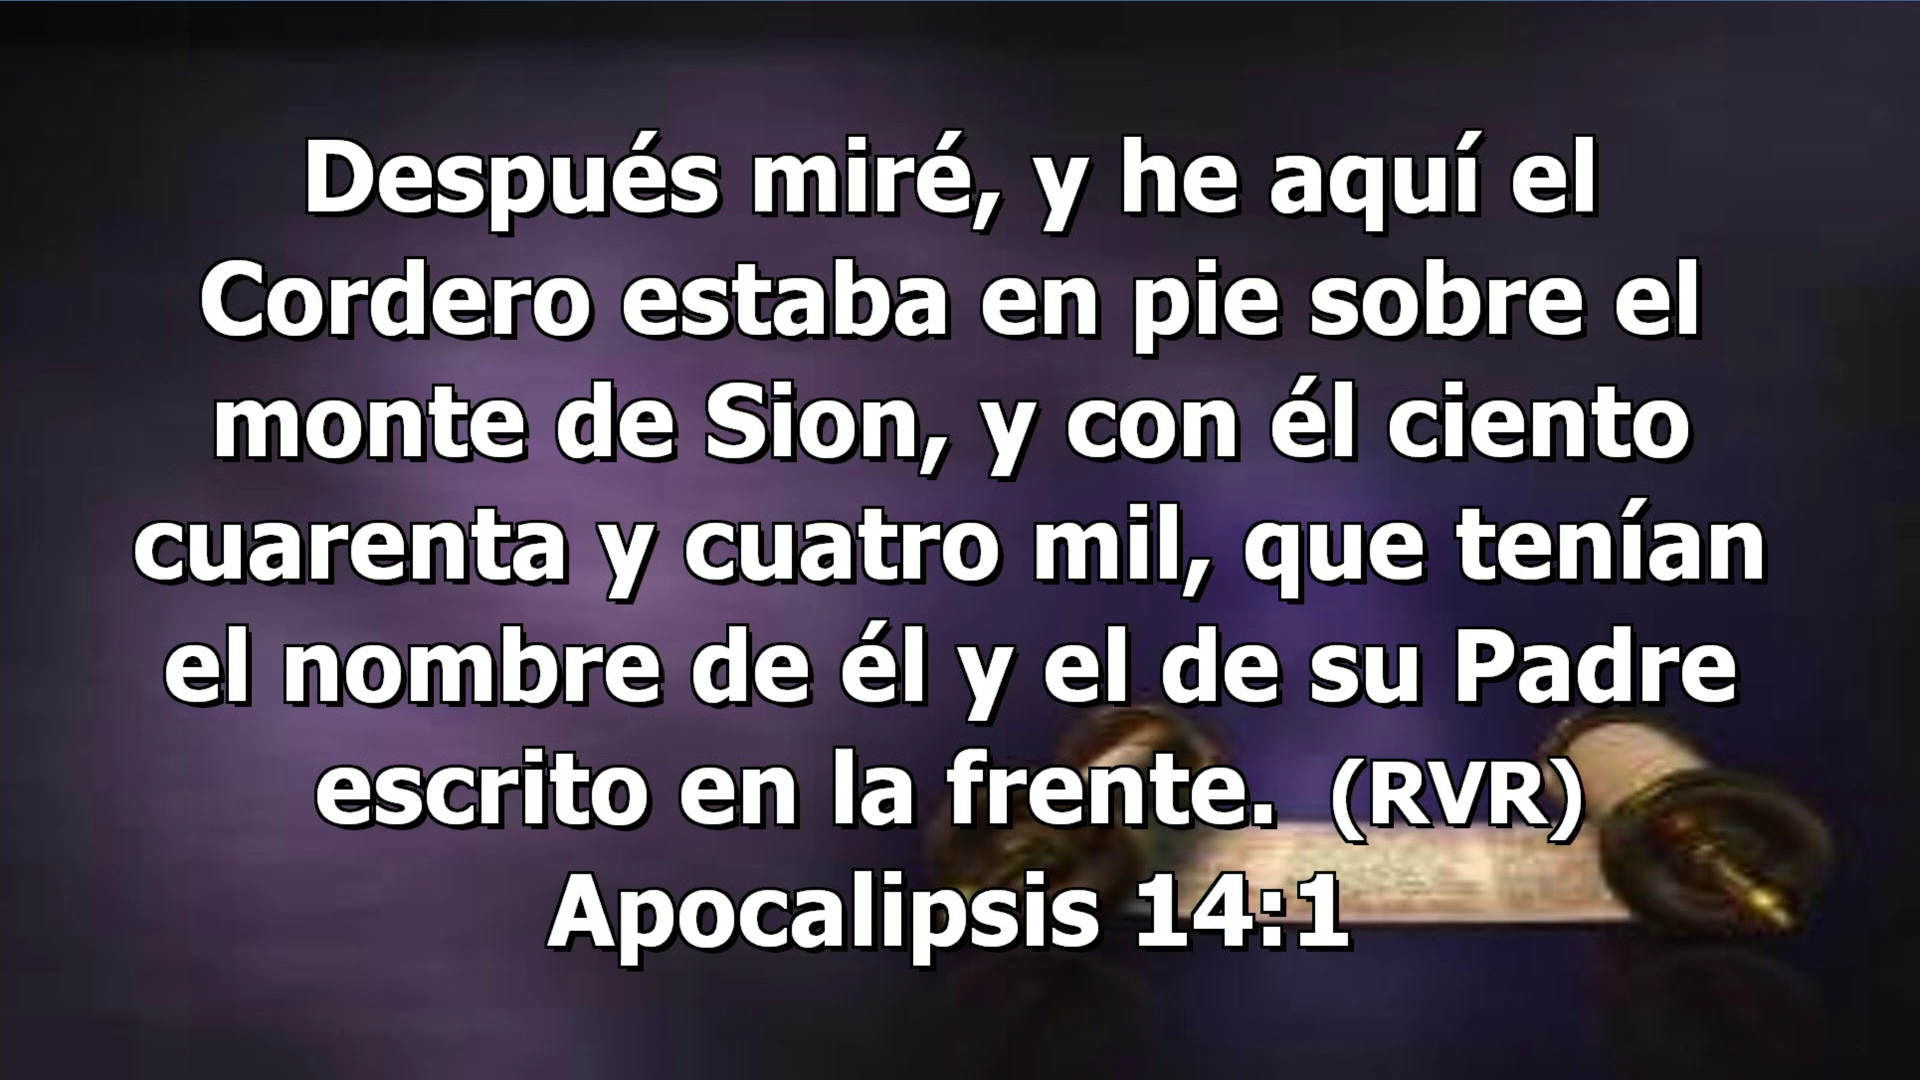 Después miré, y he aquí el
Cordero estaba en pie sobre el
monte de Sion, y con él ciento
cuarenta y cuatro mil, que tenían
el nombre de él y el de su Padre
escrito en la frente. (RVR)
Apocalipsis 14:1